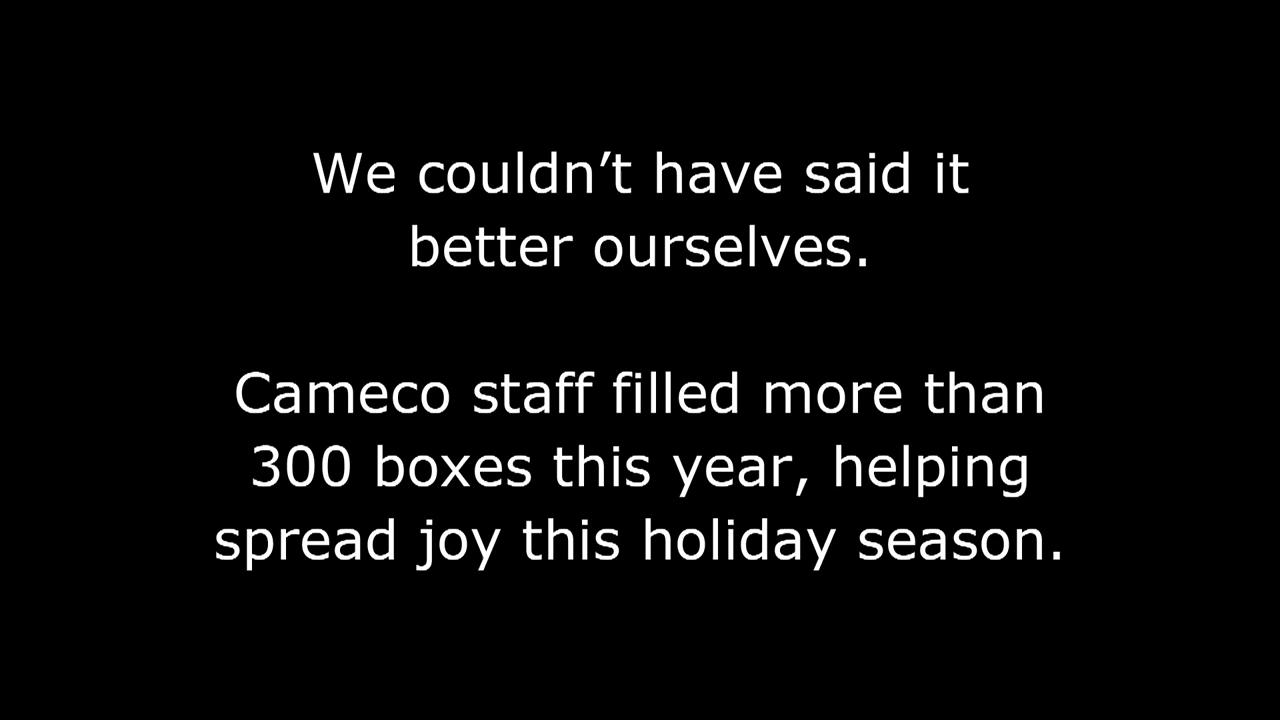 We couldn’t have said it
better ourselves.
Cameco staff filled more than
300 boxes this year, helping
spread joy this holiday season.